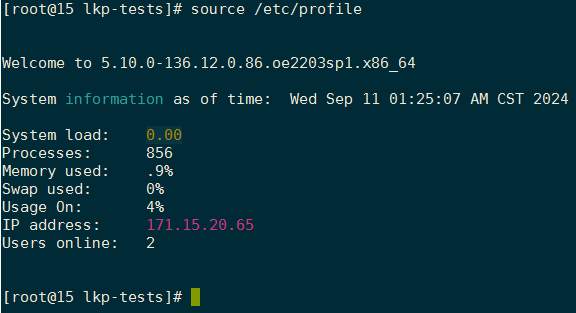 [root@15 lkp-tests]# source /etc/profile
Welcome to 5.10.0-136.12.0.86.oe2203sp1.x86_64
System information as of time:  Wed Sep 11 01:25:07 AM CST 2024
System load:    0.00
Processes:      856
Memory used:    .9%
Swap used:      0%
Usage On:       4%
IP address:     171.15.20.65
Users online:   2
[root@15 lkp-tests]#